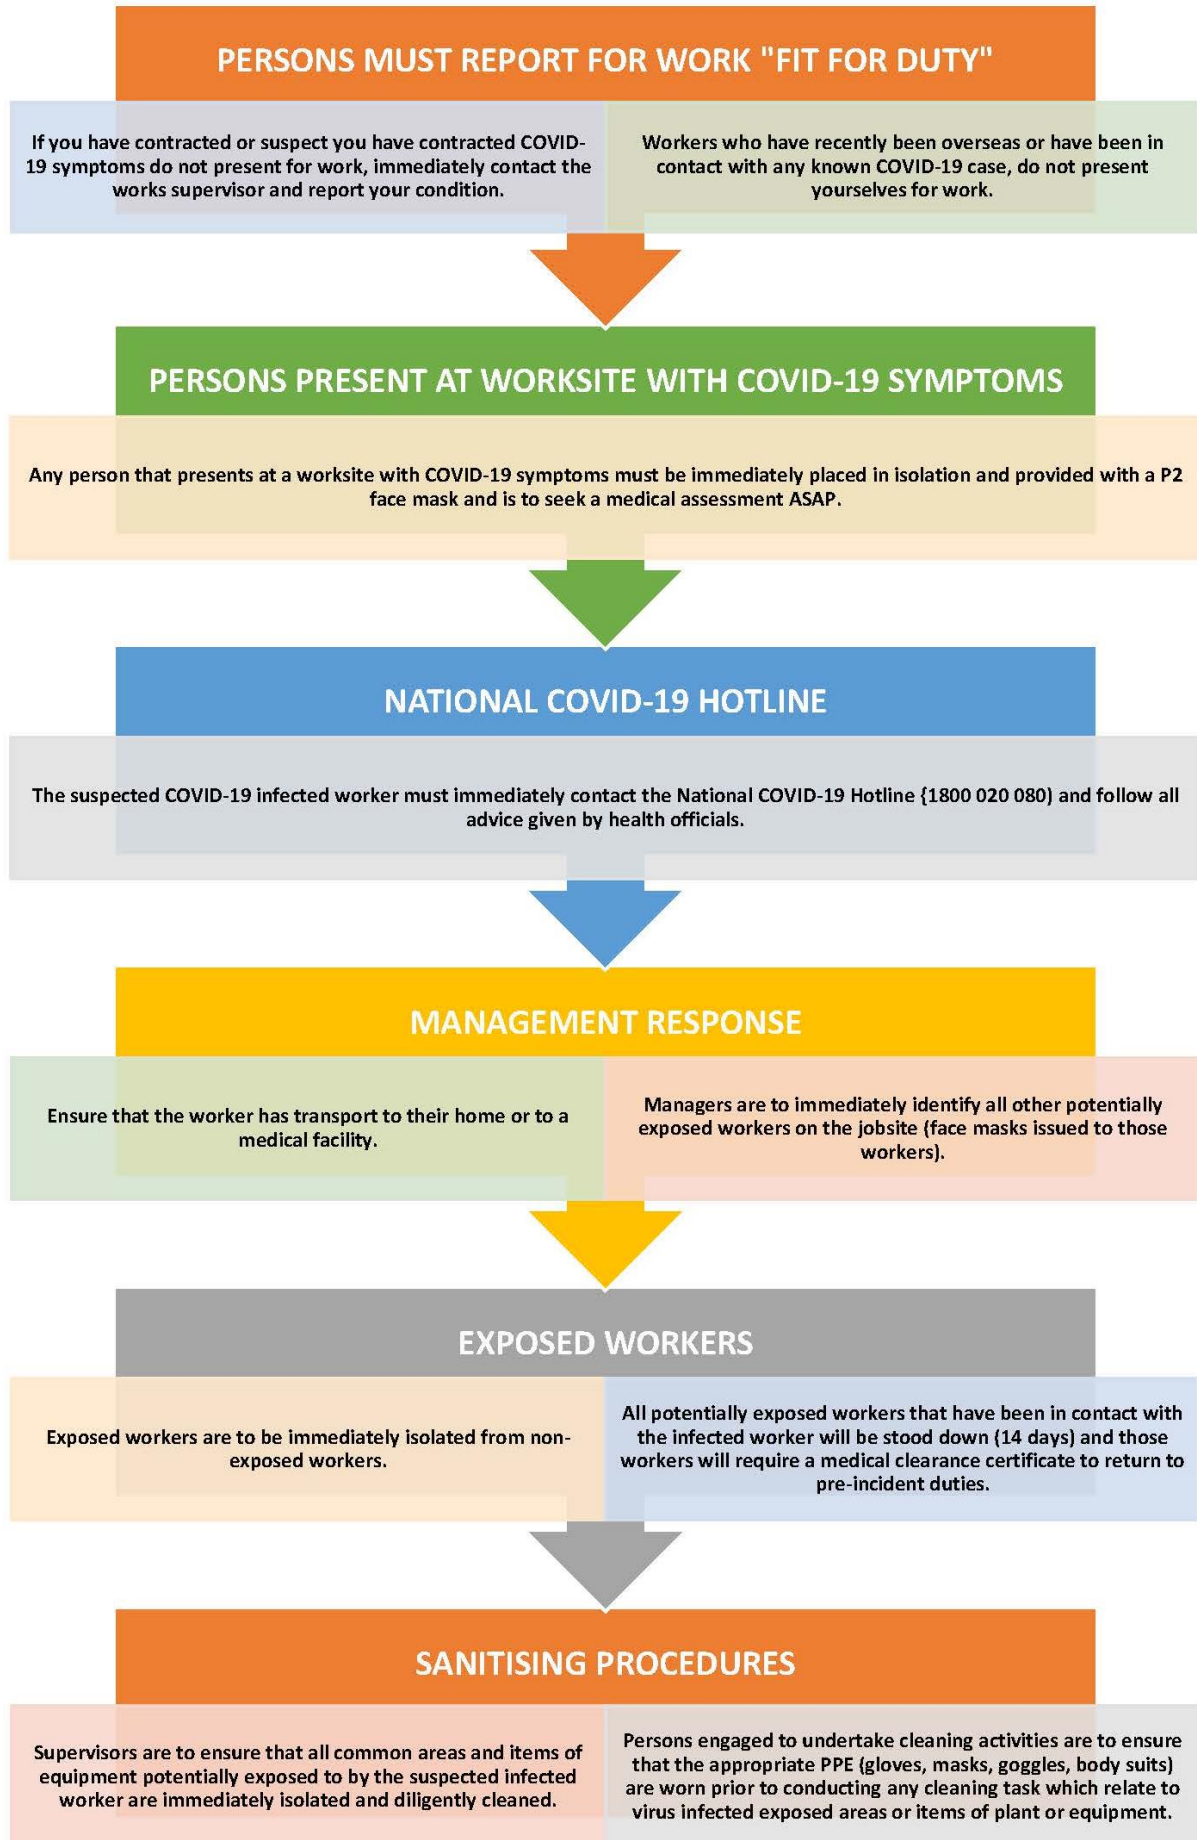 PERSONS MUST REPORT FOR WORK "FIT FOR DUTY"
If you have contracted or suspect you have contracted COVID-
19 symptoms do not present for work, immediately contact the
works supervisor and report your condition.
Workers who have recently been overseas or have been in
contact with any known COVID-19 case, do not present
yourselves for work.
PERSONS PRESENT AT WORKSITE WITH COVID-19 SYMPTOMS
Any person that presents at a worksite with COVID-19 symptoms must be immediately placed in isolation and provided with a P2
face mask and is to seek a medical assessment ASAP.
NATIONAL COVID-19 HOTLINE
The suspected COVID-19 infected worker must immediately contact the National COVID-19 Hotline {1800 020 080) and follow all
advice given by health officials.
MANAGEMENT RESPONSE
Ensure that the worker has transport to their home or to a
medical facility.
Managers are to immediately identify all other potentially
exposed workers on the jobsite (face masks issued to those
workers).
EXPOSED WORKERS
Exposed workers are to be immediately isolated from non-
exposed workers.
All potentially exposed workers that have been in contact with
the infected worker will be stood down (14 days) and those
workers will require a medical clearance certificate to return to
pre-incident duties.
SANITISING PROCEDURES
Supervisors are to ensure that all common areas and items of
equipment potentially exposed to by the suspected infected
worker are immediately isolated and diligently cleaned.
Persons engaged to undertake cleaning activities are to ensure
that the appropriate PPE (gloves, masks, goggles, body suits)
are worn prior to conducting any cleaning task which relate to
virus infected exposed areas or items of plant or equipment.